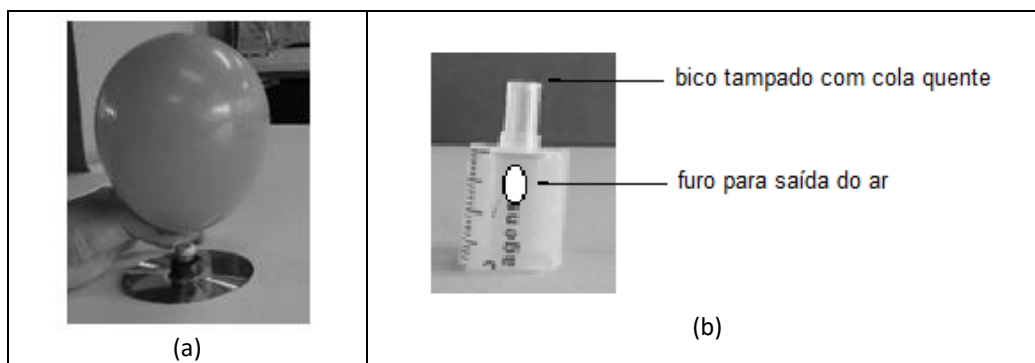 bico tampado com cola quente
furo para saída do ar
(a)
(b)